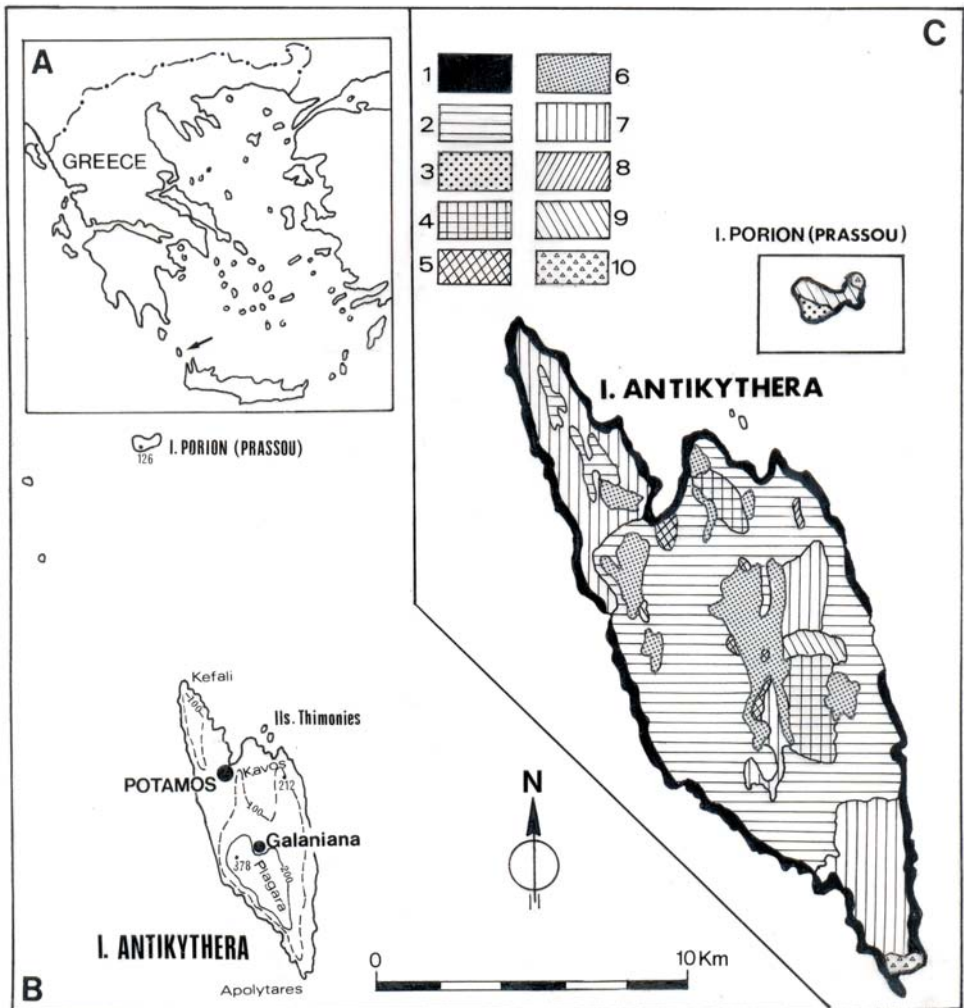 A
GREECE
C
1
2
3
4
5
6
7
8
9
10
I. PORION (PRASSOU)
I. ANTIKYTHERA
126
I. PORION (PRASSOU)
Kefali
100
Ils. Thimonies
POTAMOS
Kavos
212
100
Galaniana
378
Plagara
200
I. ANTIKYTHERA
Apolytares
B
N
0
10 Km